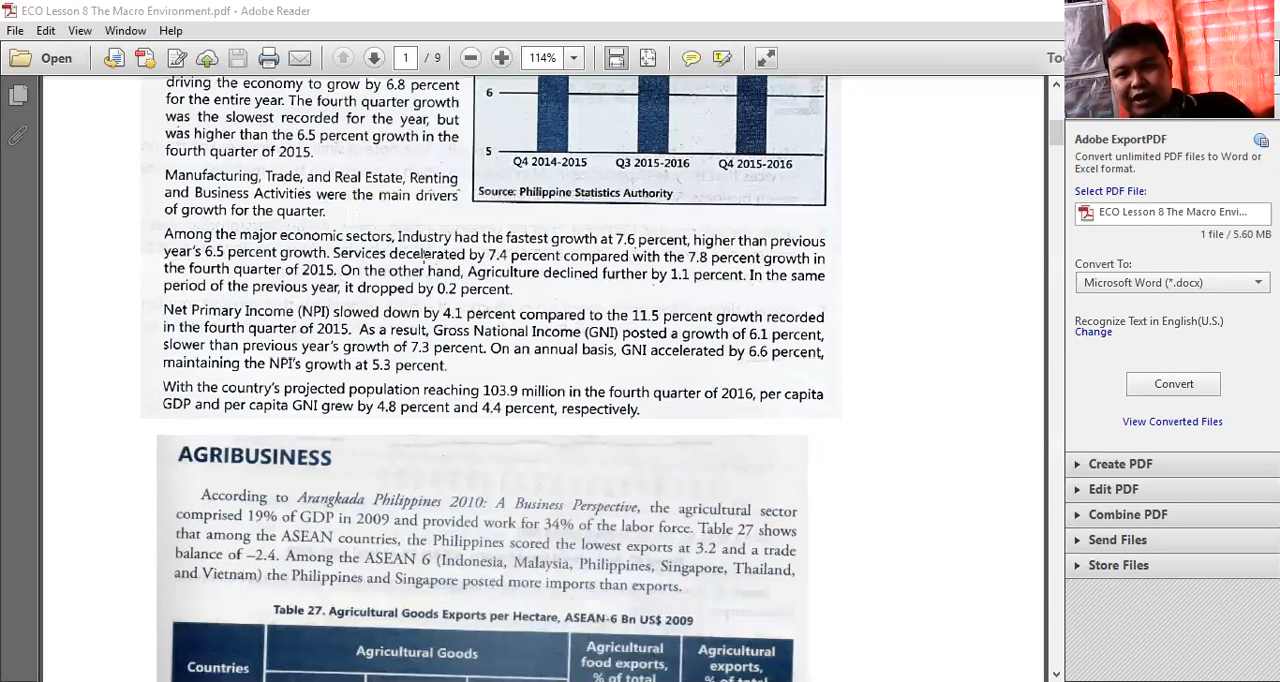 ECO Lesson 8 The Macro Environment.pdf - Adobe Reader
File Edit View Window Help
Open 1 / 9 114% To
driving the economy to grow by 6.8 percent
for the entire year. The fourth quarter growth
was the slowest recorded for the year, but
was higher than the 6.5 percent growth in the
fourth quarter of 2015.
Manufacturing, Trade, and Real Estate, Renting
and Business Activities were the main drivers
of growth for the quarter.
6
5
Q4 2014-2015 Q3 2015-2016 Q4 2015-2016
Source: Philippine Statistics Authority
Among the major economic sectors, Industry had the fastest growth at 7.6 percent, higher than previous
year's 6.5 percent growth. Services decelerated by 7.4 percent compared with the 7.8 percent growth in
the fourth quarter of 2015. On the other hand, Agriculture declined further by 1.1 percent. In the same
period of the previous year, it dropped by 0.2 percent.
Net Primary Income (NPI) slowed down by 4.1 percent compared to the 11.5 percent growth recorded
in the fourth quarter of 2015. As a result, Gross National Income (GNI) posted a growth of 6.1 percent,
slower than previous year's growth of 7.3 percent. On an annual basis, GNI accelerated by 6.6 percent,
maintaining the NPI's growth at 5.3 percent.
With the country's projected population reaching 103.9 million in the fourth quarter of 2016, per capita
GDP and per capita GNI grew by 4.8 percent and 4.4 percent, respectively.
AGRIBUSINESS
According to Arangkada Philippines 2010: A Business Perspective, the agricultural sector
comprised 19% of GDP in 2009 and provided work for 34% of the labor force. Table 27 shows
that among the ASEAN countries, the Philippines scored the lowest exports at 3.2 and a trade
balance of –2.4. Among the ASEAN 6 (Indonesia, Malaysia, Philippines, Singapore, Thailand,
and Vietnam) the Philippines and Singapore posted more imports than exports.
Table 27. Agricultural Goods Exports per Hectare, ASEAN-6 Bn US$ 2009
Countries
Agricultural Goods
Agricultural
food exports,
% of total
Agricultural
exports,
% of total
Adobe ExportPDF
Convert unlimited PDF files to Word or
Excel format.
Select PDF File:
ECO Lesson 8 The Macro Envi...
1 file / 5.60 MB
Convert To:
Microsoft Word (*.docx)
Recognize Text in English(U.S.)
Change
Convert
View Converted Files
Create PDF
Edit PDF
Combine PDF
Send Files
Store Files